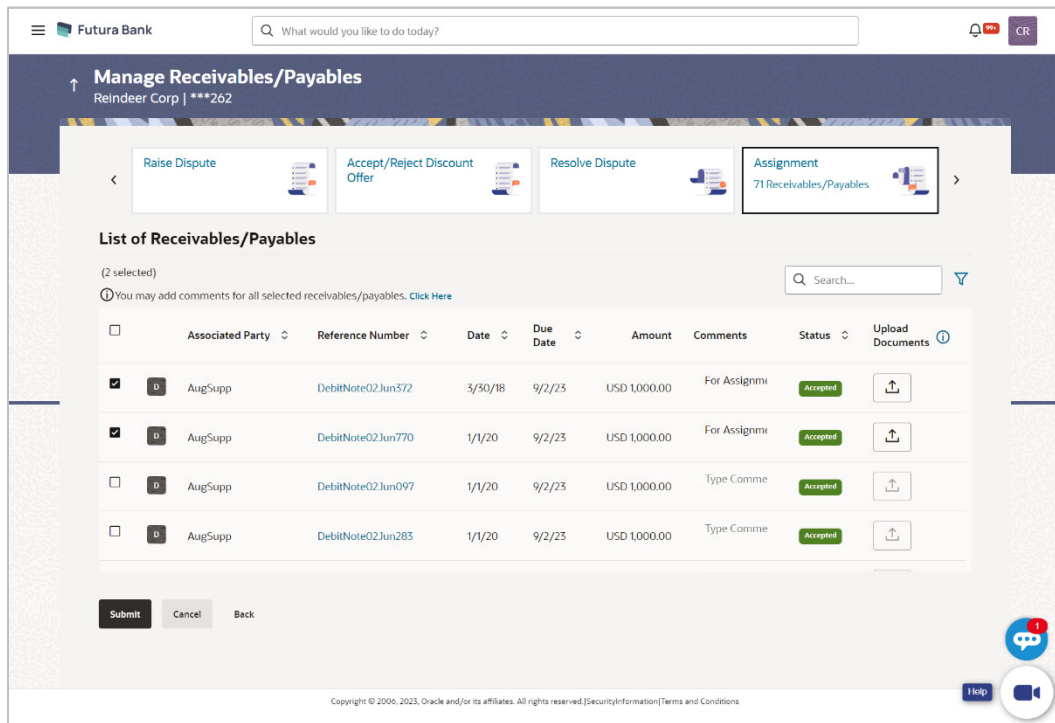 Futura Bank
What would you like to do today?
99+
CR
Manage Receivables/Payables
Reindeer Corp | ***262
Raise Dispute
Accept/Reject Discount
Offer
Resolve Dispute
Assignment
71 Receivables/Payables
List of Receivables/Payables
(2 selected)
Search...
You may add comments for all selected receivables/payables. Click Here
Associated Party Reference Number Date Due Date Amount Comments Status Upload Documents
D AugSupp DebitNote02Jun372 3/30/18 9/2/23 USD 1,000.00 For Assignme Accepted
D AugSupp DebitNote02Jun770 1/1/20 9/2/23 USD 1,000.00 For Assignme Accepted
D AugSupp DebitNote02Jun097 1/1/20 9/2/23 USD 1,000.00 Type Comme Accepted
D AugSupp DebitNote02Jun283 1/1/20 9/2/23 USD 1,000.00 Type Comme Accepted
Submit Cancel Back
1
Help
Copyright © 2006, 2023, Oracle and/or its affiliates. All rights reserved.|SecurityInformation|Terms and Conditions